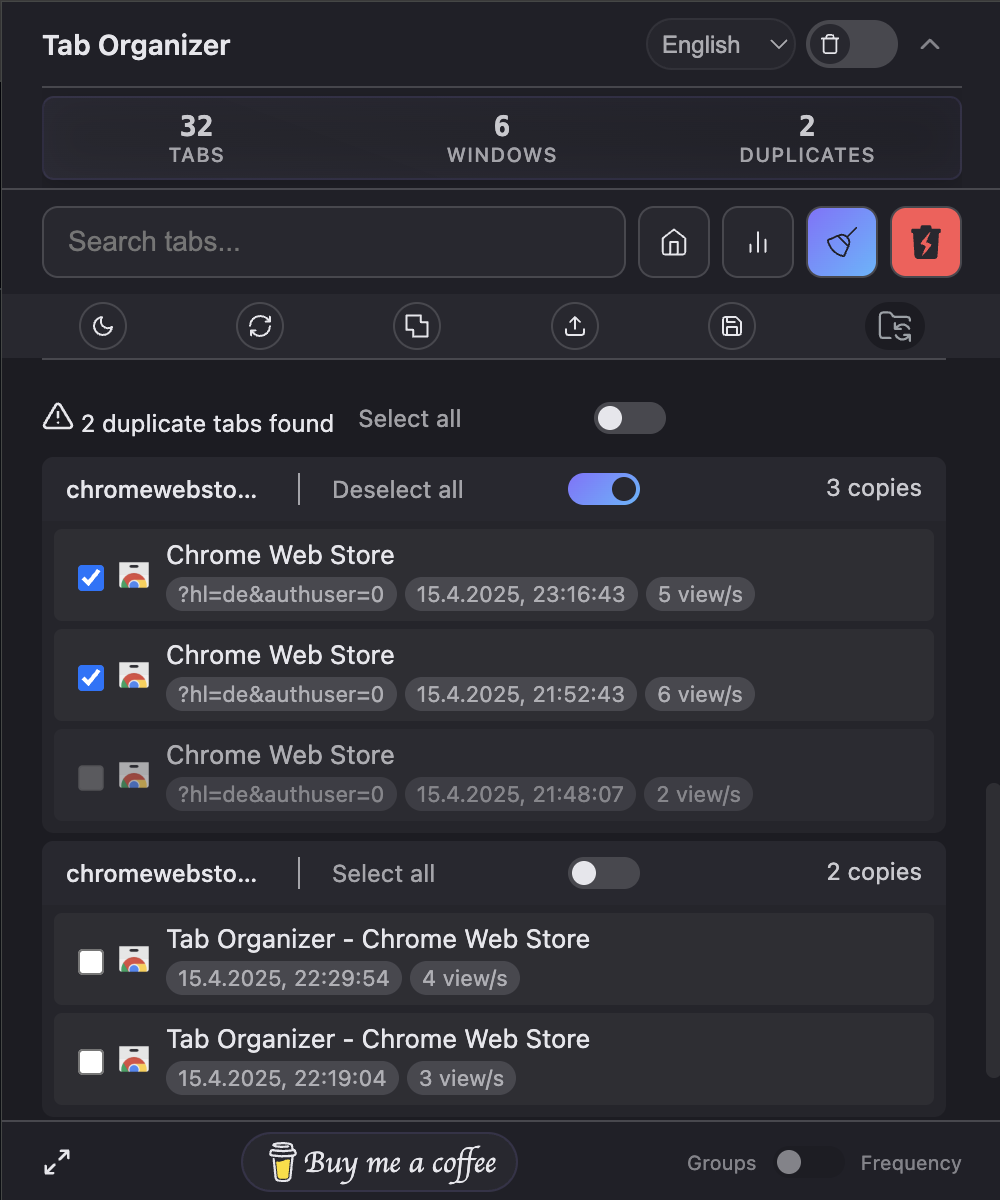 Tab Organizer English
32 6 2
TABS WINDOWS DUPLICATES
Search tabs...
2 duplicate tabs found Select all
chromewebsto... Deselect all 3 copies
Chrome Web Store
?hl=de&authuser=0 15.4.2025, 23:16:43 5 view/s
Chrome Web Store
?hl=de&authuser=0 15.4.2025, 21:52:43 6 view/s
Chrome Web Store
?hl=de&authuser=0 15.4.2025, 21:48:07 2 view/s
chromewebsto... Select all 2 copies
Tab Organizer - Chrome Web Store
15.4.2025, 22:29:54 4 view/s
Tab Organizer - Chrome Web Store
15.4.2025, 22:19:04 3 view/s
Buy me a coffee Groups Frequency